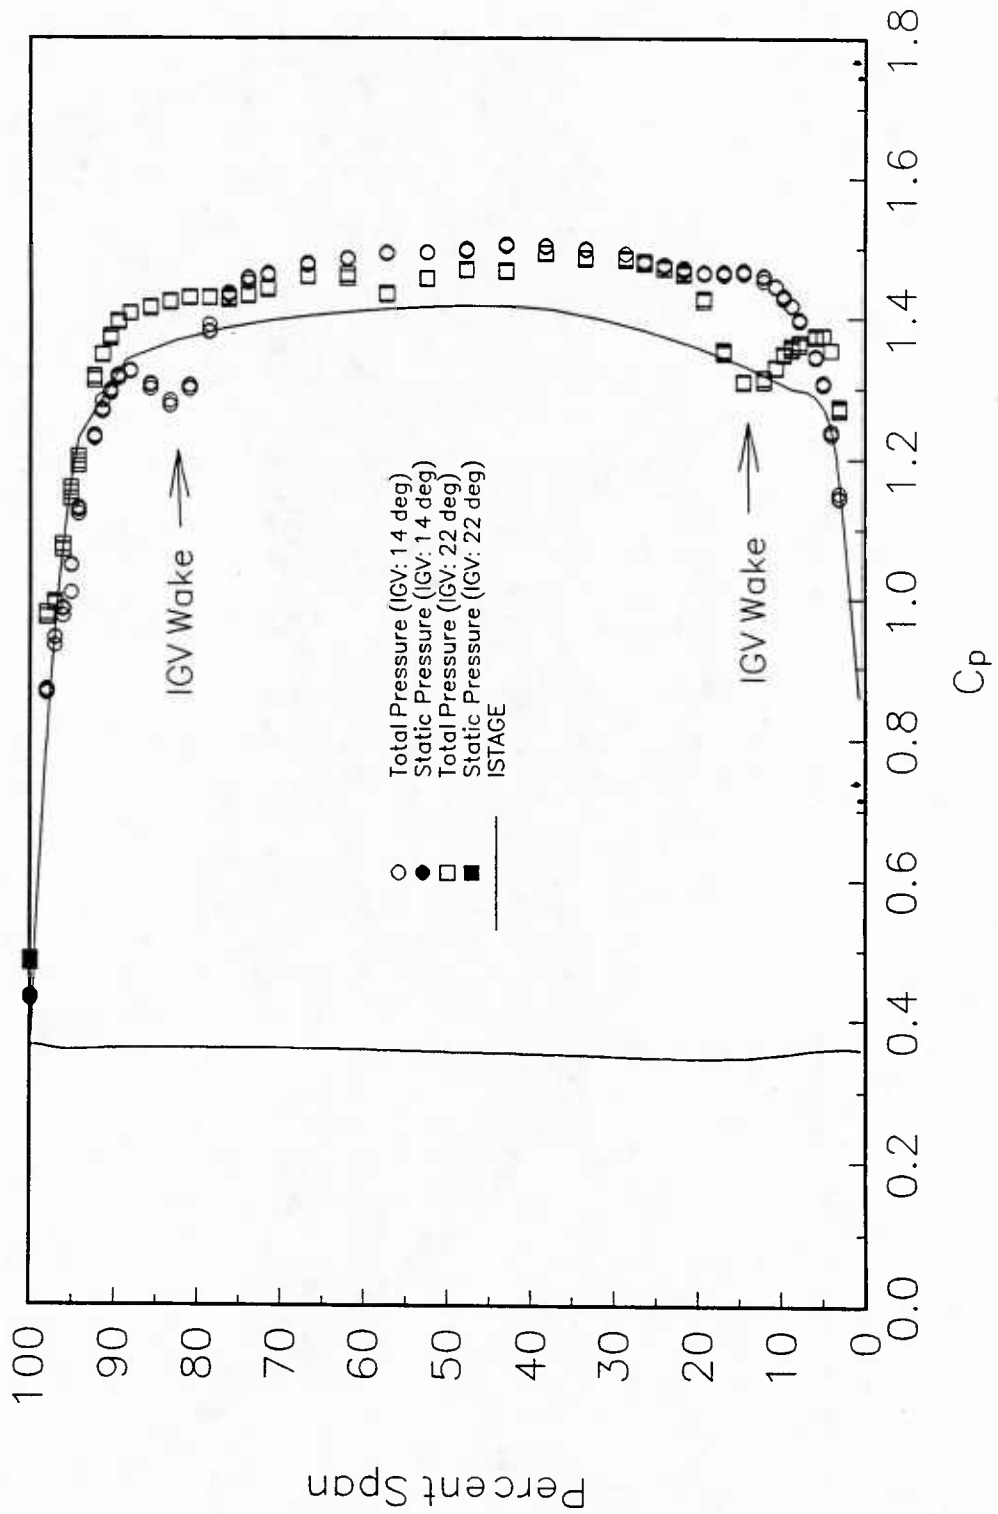 100
90
80
70
60
50
40
30
20
10
0
Percent Span
0.0
0.2
0.4
0.6
0.8
1.0
1.2
1.4
1.6
1.8
Cp
IGV Wake
IGV Wake
Total Pressure (IGV: 14 deg)
Static Pressure (IGV: 14 deg)
Total Pressure (IGV: 22 deg)
Static Pressure (IGV: 22 deg)
ISTAGE